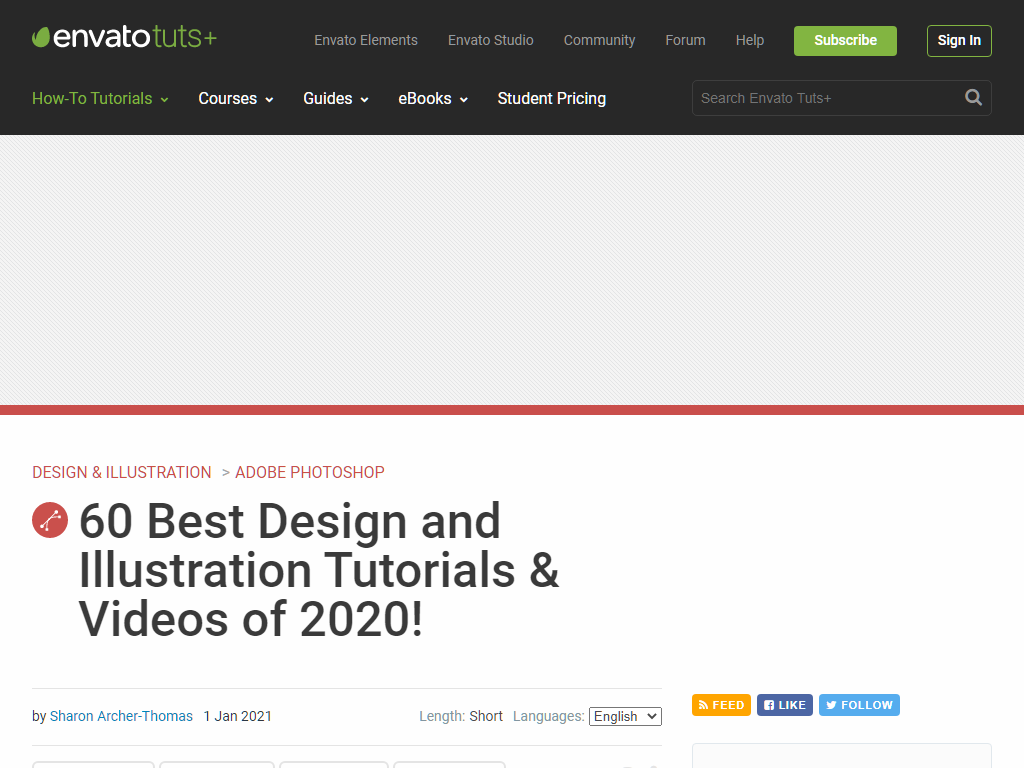 envatotuts+
Envato Elements Envato Studio Community Forum Help Subscribe Sign In
How-To Tutorials Courses Guides eBooks Student Pricing Search Envato Tuts+
DESIGN & ILLUSTRATION > ADOBE PHOTOSHOP
60 Best Design and
Illustration Tutorials &
Videos of 2020!
by Sharon Archer-Thomas 1 Jan 2021 Length: Short Languages: English
FEED LIKE FOLLOW